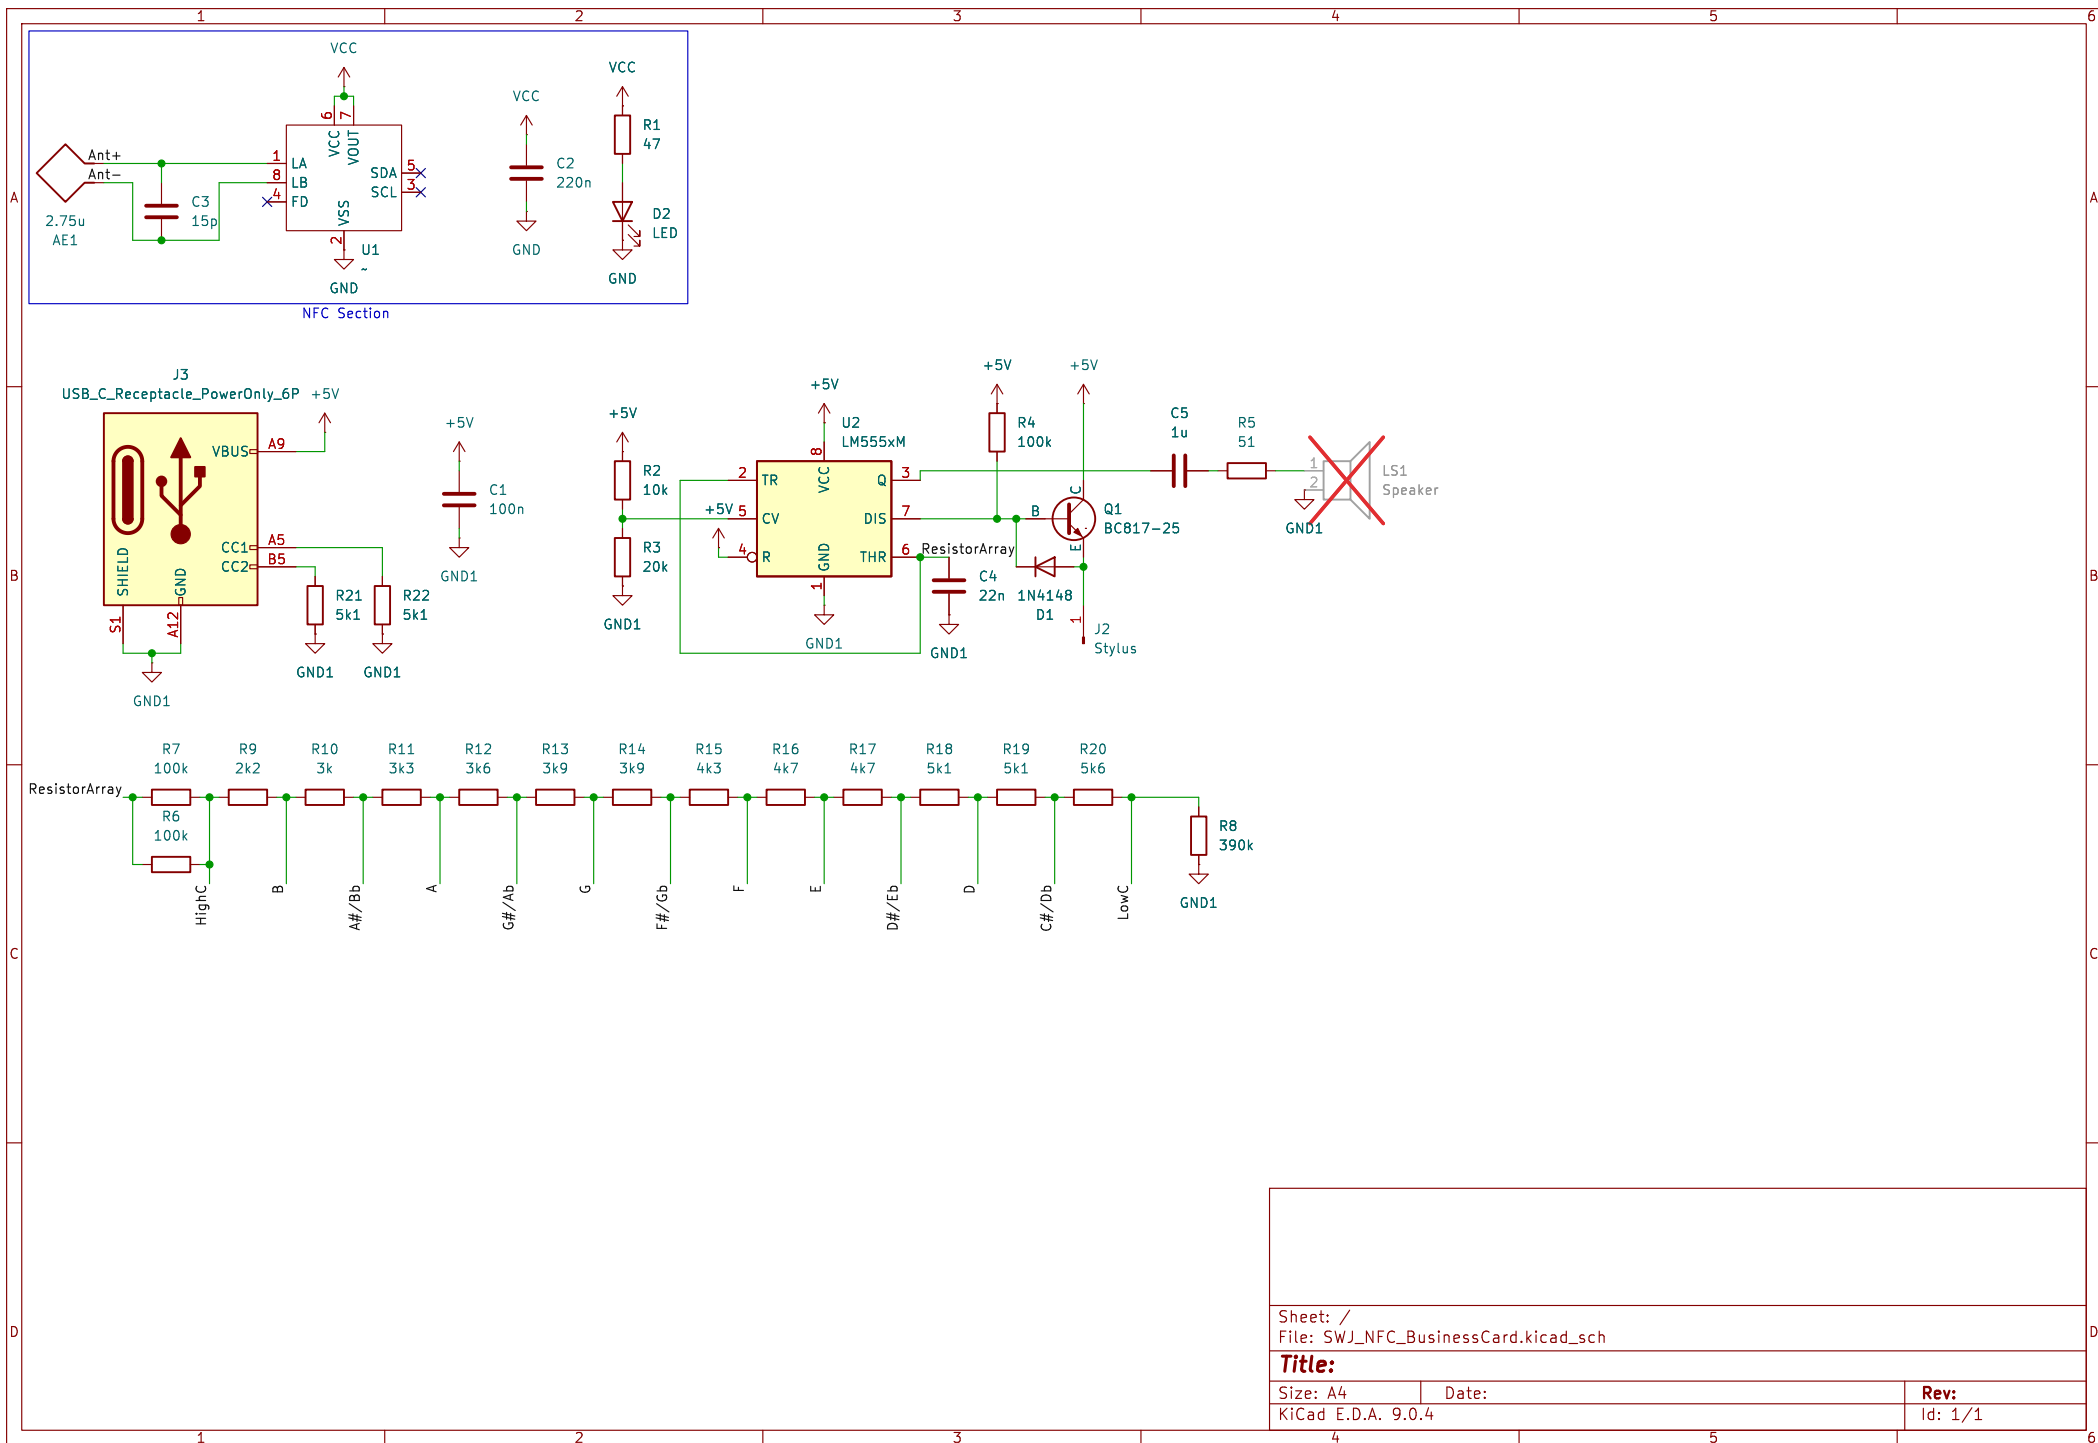 1 2 3 4 5 6
A
B
C
D
A
B
C
D
VCC
6 7
VCC
VOUT
Ant+
Ant-
1 LA
8 LB
4 FD
SDA 5
SCL 3
VSS
2
U1
~
GND
2.75u
AE1
C3
15p
VCC
C2
220n
GND
VCC
R1
47
D2
LED
GND
NFC Section
J3
USB_C_Receptacle_PowerOnly_6P
+5V
VBUS A9
CC1 A5
CC2 B5
SHIELD
GND
S1
A12
GND1
R21
5k1
GND1
R22
5k1
GND1
+5V
C1
100n
GND1
+5V
R2
10k
R3
20k
GND1
+5V
U2
LM555xM
8
VCC
2 TR
+5V
5 CV
4 R
Q 3
DIS 7
THR 6
GND
1
GND1
ResistorArray
C4
22n
GND1
+5V
R4
100k
+5V
C
B
E
Q1
BC817-25
1N4148
D1
1
J2
Stylus
C5
1u
R5
51
1
2
LS1
Speaker
GND1
ResistorArray
R7
100k
R6
100k
R9
2k2
R10
3k
R11
3k3
R12
3k6
R13
3k9
R14
3k9
R15
4k3
R16
4k7
R17
4k7
R18
5k1
R19
5k1
R20
5k6
R8
390k
GND1
HighC
B
A#/Bb
A
G#/Ab
G
F#/Gb
F
E
D#/Eb
D
C#/Db
LowC
Sheet: /
File: SWJ_NFC_BusinessCard.kicad_sch
Title:
Size: A4 Date: Rev:
KiCad E.D.A. 9.0.4 Id: 1/1
1 2 3 4 5 6